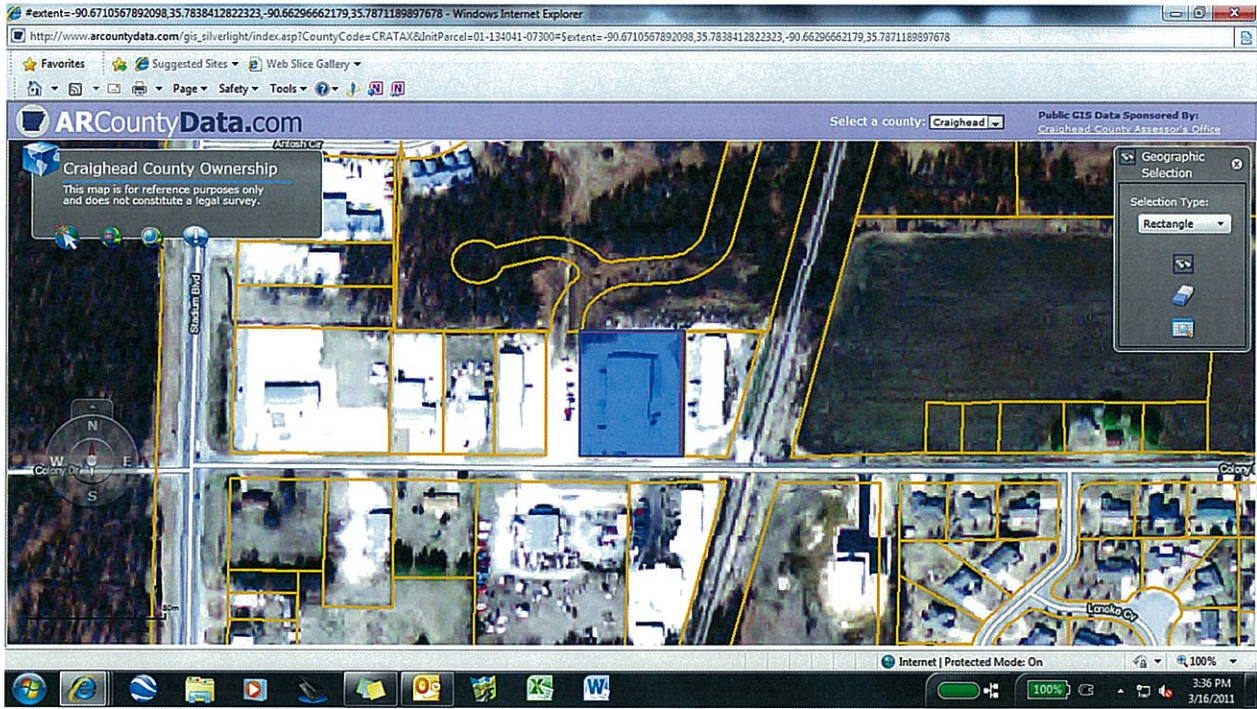 #extent=-90.6710567892098,35.7838412822323,-90.66296662179,35.7871189897678 - Windows Internet Explorer
http://www.arcountydata.com/gis_silverlight/index.asp?CountyCode=CRATAX&InitParcel=01-134041-07300=$extent=-90.6710567892098,35.7838412822323,-90.66296662179,35.7871189897678
Favorites Suggested Sites Web Slice Gallery
Page Safety Tools
ARCountyData.com
Select a county: Craighead
Public GIS Data Sponsored By:
Craighead County Assessor's Office
Antosh Cir
Craighead County Ownership
This map is for reference purposes only
and does not constitute a legal survey.
Geographic
Selection
Selection Type:
Rectangle
Stadium Blvd
N
W E
S
Colony Dr
Colony
80m
Lanoke Cv
Internet | Protected Mode: On 100%
100%
3:36 PM
3/16/2011